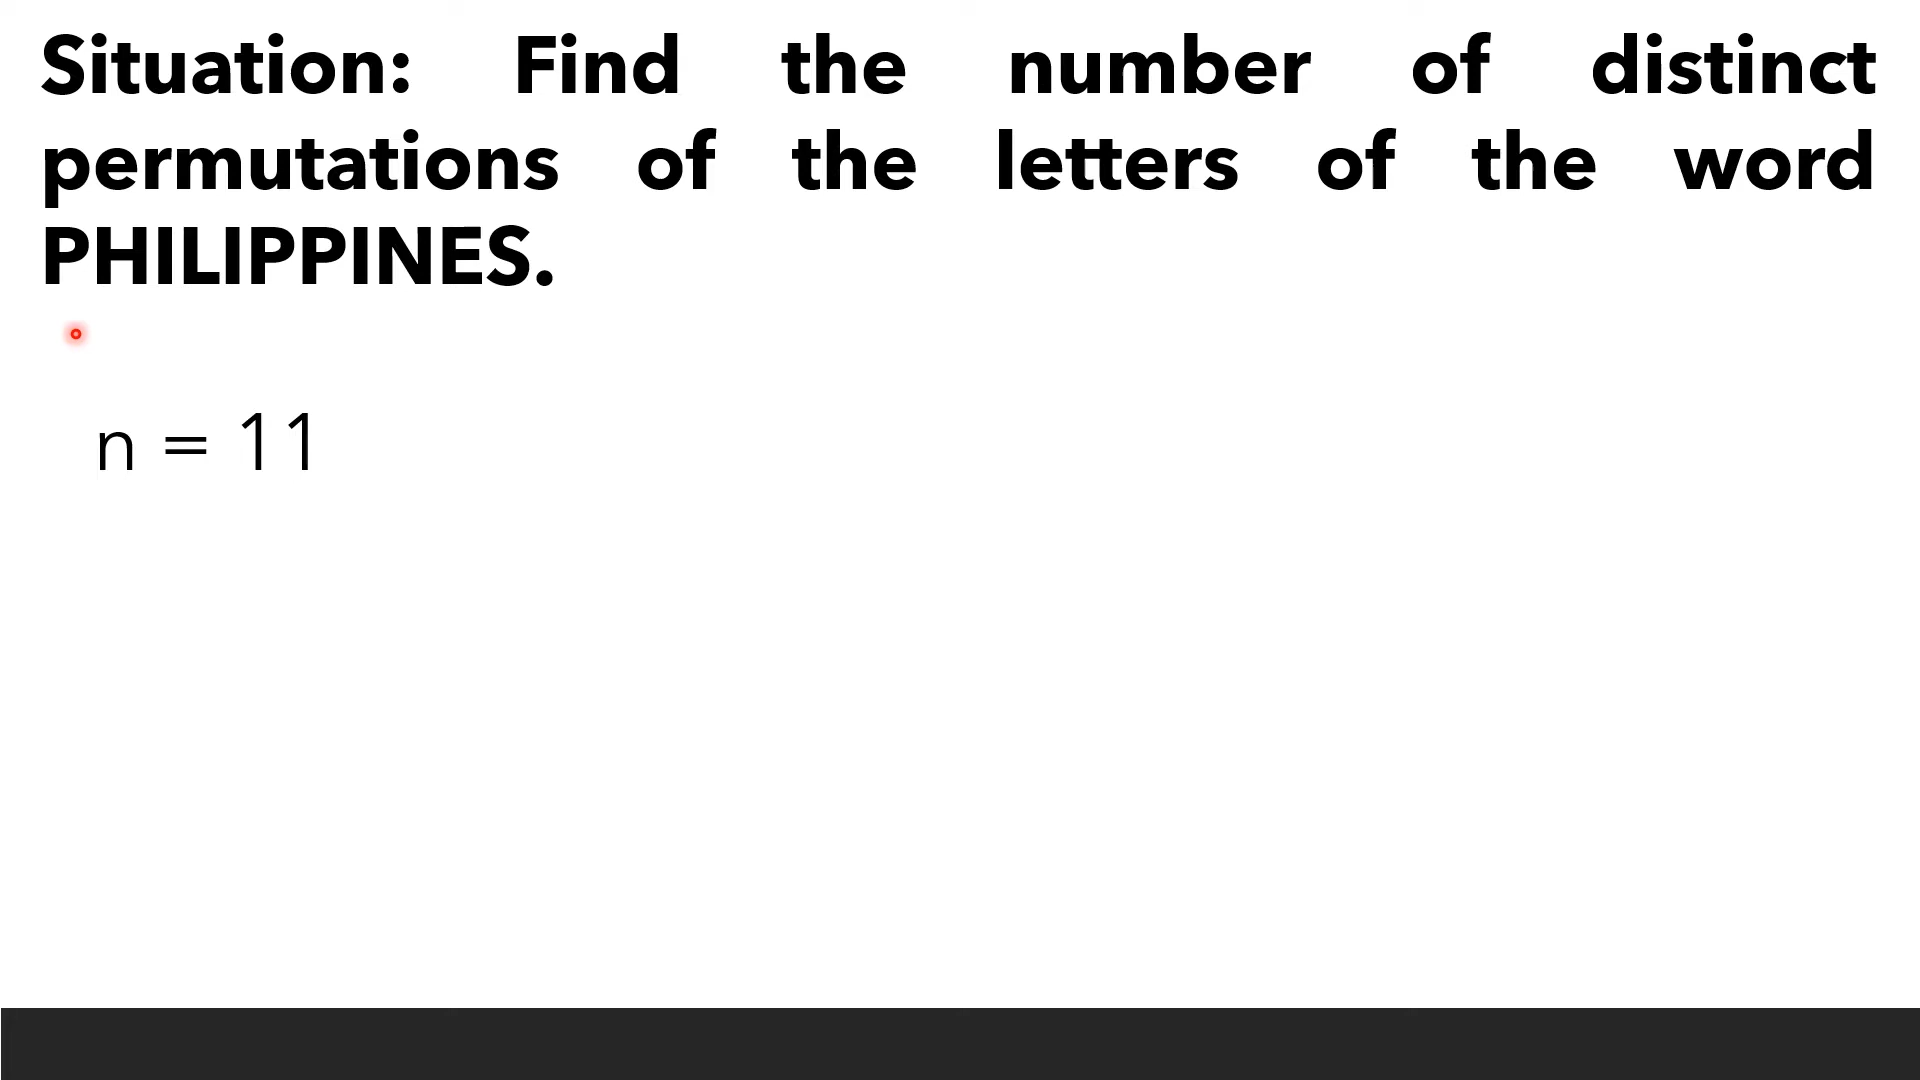 Situation: Find the number of distinct
permutations of the letters of the word
PHILIPPINES.
n = 11